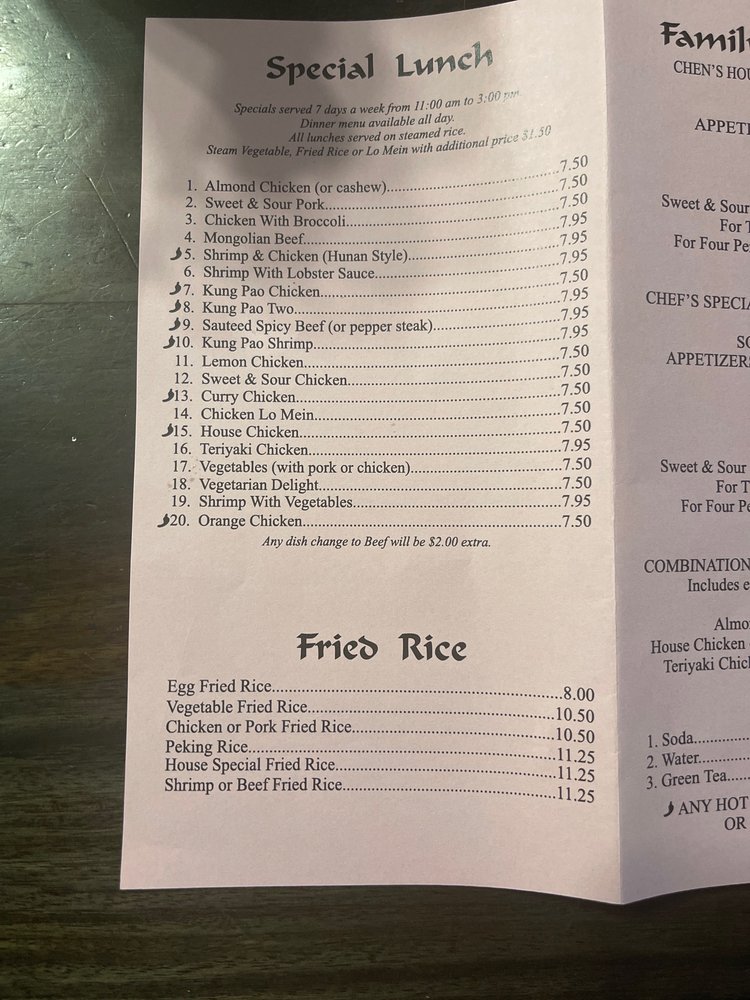 Special Lunch
Specials served 7 days a week from 11:00 am to 3:00 pm.
Dinner menu available all day.
All lunches served on steamed rice.
Steam Vegetable, Fried Rice or Lo Mein with additional price $1.50
1. Almond Chicken (or cashew)..........7.50
2. Sweet & Sour Pork..........7.50
3. Chicken With Broccoli..........7.50
4. Mongolian Beef..........7.95
5. Shrimp & Chicken (Hunan Style)..........7.95
6. Shrimp With Lobster Sauce..........7.95
7. Kung Pao Chicken..........7.50
8. Kung Pao Two..........7.95
9. Sauteed Spicy Beef (or pepper steak)..........7.95
10. Kung Pao Shrimp..........7.95
11. Lemon Chicken..........7.50
12. Sweet & Sour Chicken..........7.50
13. Curry Chicken..........7.50
14. Chicken Lo Mein..........7.50
15. House Chicken..........7.50
16. Teriyaki Chicken..........7.95
17. Vegetables (with pork or chicken)..........7.50
18. Vegetarian Delight..........7.50
19. Shrimp With Vegetables..........7.95
20. Orange Chicken..........7.50
Any dish change to Beef will be $2.00 extra.
Fried Rice
Egg Fried Rice..........8.00
Vegetable Fried Rice..........10.50
Chicken or Pork Fried Rice..........10.50
Peking Rice..........11.25
House Special Fried Rice..........11.25
Shrimp or Beef Fried Rice..........11.25
Famil
CHEN'S HOU
APPETI
Sweet & Sour
For T
For Four Pe
CHEF'S SPECIA
SO
APPETIZERS
Sweet & Sour
For T
For Four Pe
COMBINATION
Includes e
Almo
House Chicken
Teriyaki Chic
1. Soda..........
2. Water..........
3. Green Tea.....
ANY HOT
OR